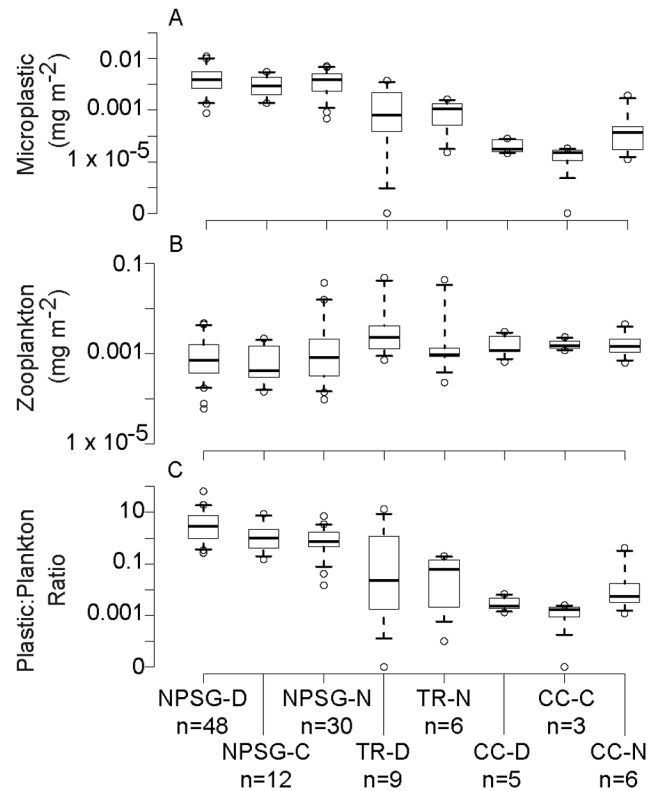 A
Microplastic
(mg m-2)
0.01
0.001
1 x 10-5
0
B
Zooplankton
(mg m-2)
0.1
0.001
1 x 10-5
C
Plastic:Plankton
Ratio
10
0.1
0.001
0
NPSG-D
n=48
NPSG-C
n=12
NPSG-N
n=30
TR-D
n=9
TR-N
n=6
CC-D
n=5
CC-C
n=3
CC-N
n=6